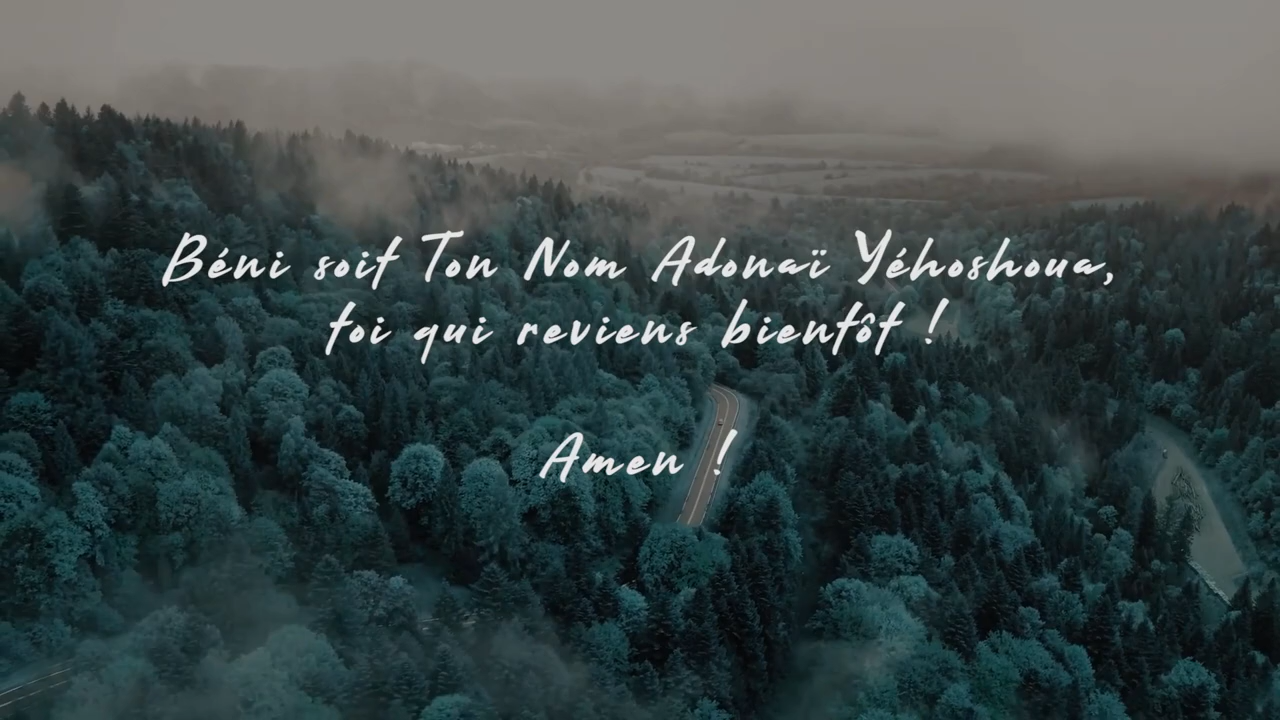 Béni soit Ton Nom Adonaï Yéhoshoua,
toi qui reviens bientôt !
Amen !